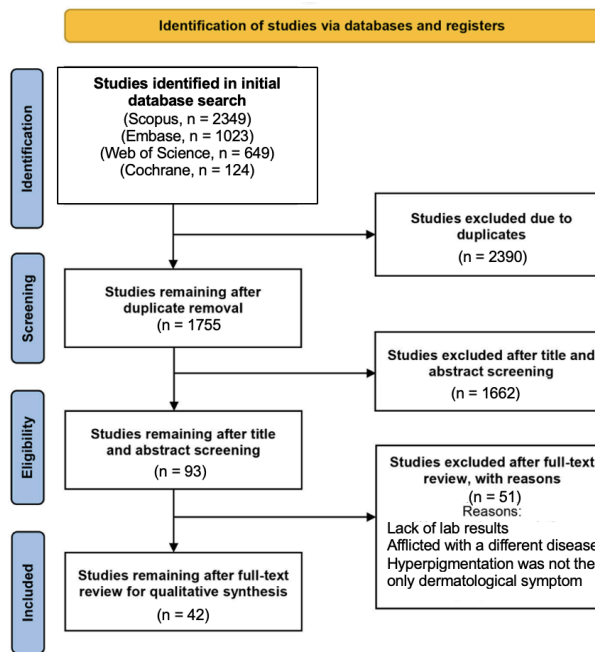 Identification of studies via databases and registers
Identification
Studies identified in initial
database search
(Scopus, n = 2349)
(Embase, n = 1023)
(Web of Science, n = 649)
(Cochrane, n = 124)
Studies excluded due to
duplicates
(n = 2390)
Screening
Studies remaining after
duplicate removal
(n = 1755
Studies excluded after title and
abstract screening
(n = 1662)
Eligibility
Studies remaining after title
and abstract screening
(n = 93)
Studies excluded after full-text
review, with reasons
(n = 51)
Reasons:
Lack of lab results
Afflicted with a different disease
Hyperpigmentation was not the
only dermatological symptom
Included
Studies remaining after full-text
review for qualitative synthesis
(n = 42)